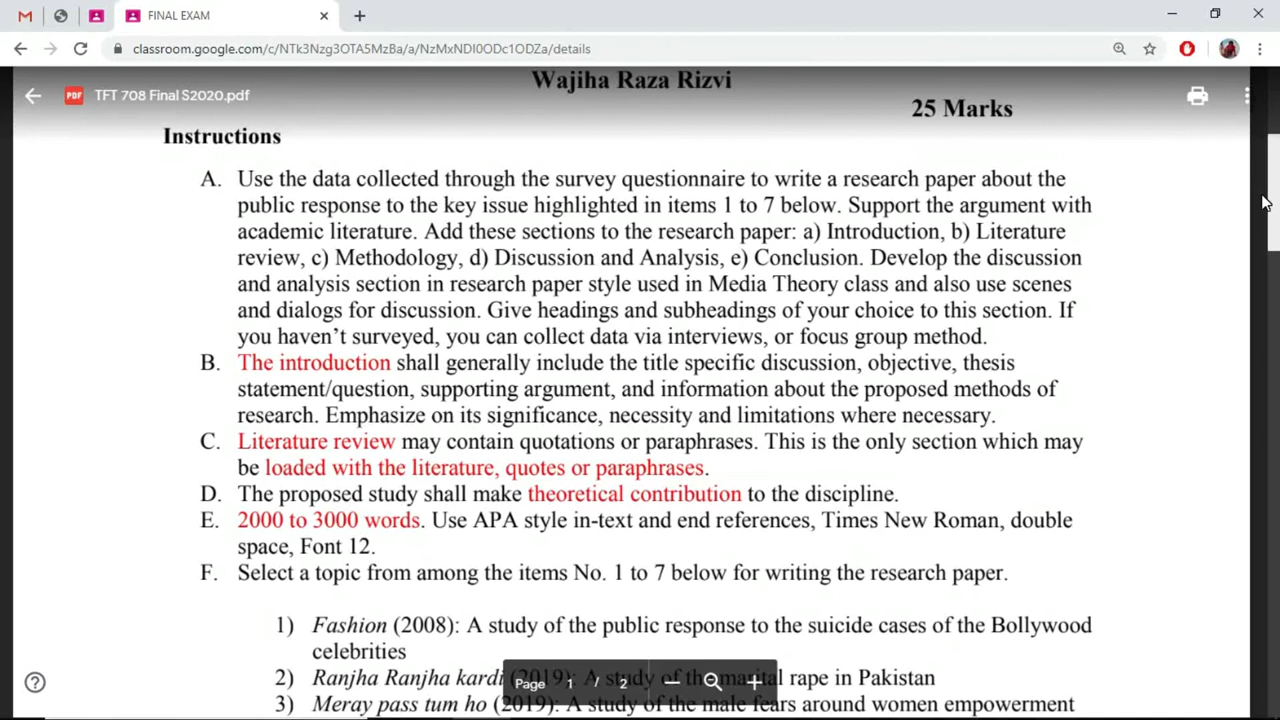 FINAL EXAM
classroom.google.com/c/NTk3Nzg3OTA5MzBa/a/NzMxNDI0ODc1ODZa/details
Wajiha Raza Rizvi
PDF TFT 708 Final S2020.pdf
25 Marks
Instructions
A. Use the data collected through the survey questionnaire to write a research paper about the
public response to the key issue highlighted in items 1 to 7 below. Support the argument with
academic literature. Add these sections to the research paper: a) Introduction, b) Literature
review, c) Methodology, d) Discussion and Analysis, e) Conclusion. Develop the discussion
and analysis section in research paper style used in Media Theory class and also use scenes
and dialogs for discussion. Give headings and subheadings of your choice to this section. If
you haven't surveyed, you can collect data via interviews, or focus group method.
B. The introduction shall generally include the title specific discussion, objective, thesis
statement/question, supporting argument, and information about the proposed methods of
research. Emphasize on its significance, necessity and limitations where necessary.
C. Literature review may contain quotations or paraphrases. This is the only section which may
be loaded with the literature, quotes or paraphrases.
D. The proposed study shall make theoretical contribution to the discipline.
E. 2000 to 3000 words. Use APA style in-text and end references, Times New Roman, double
space, Font 12.
F. Select a topic from among the items No. 1 to 7 below for writing the research paper.
1) Fashion (2008): A study of the public response to the suicide cases of the Bollywood
celebrities
2) Ranjha Ranjha kardi (2019): A study of the marital rape in Pakistan
Page 1 / 2
3) Meray pass tum ho (2019): A study of the male fears around women empowerment